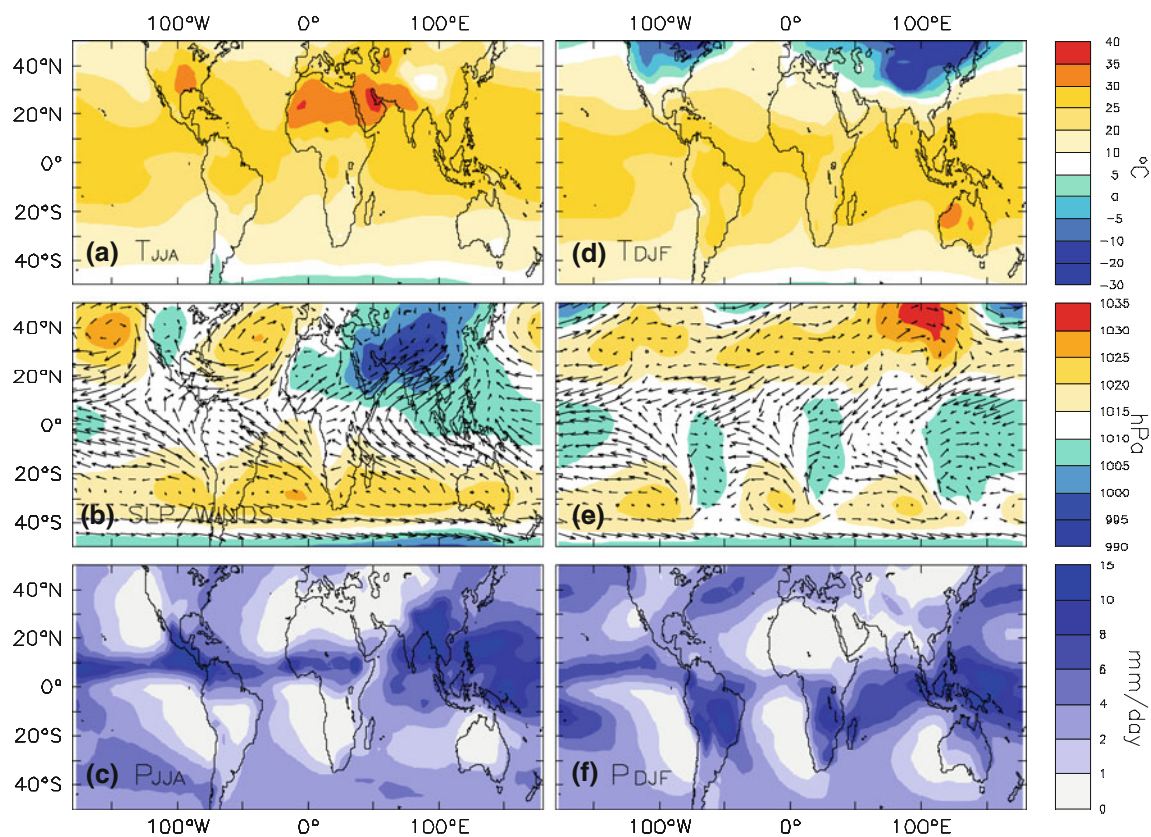 100°W 0° 100°E 100°W 0° 100°E
40°N
20°N
0°
20°S
40°S
(a) TJJA
(d) TDJF
40
35
30
25
20
10
5
0
-5
-10
-20
-30
°C
40°N
20°N
0°
20°S
40°S
(b) SLP/WINDS
(e)
1035
1030
1025
1020
1015
1010
1005
1000
995
990
hPa
40°N
20°N
0°
20°S
40°S
(c) PJJA
(f) PDJF
15
10
8
6
4
2
1
0
mm/day
100°W 0° 100°E 100°W 0° 100°E